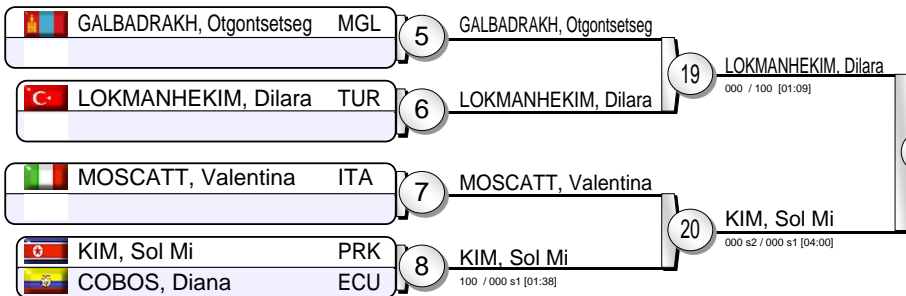 GALBADRAKH, Otgontsetseg MGL
5
GALBADRAKH, Otgontsetseg
LOKMANHEKIM, Dilara TUR
6
LOKMANHEKIM, Dilara
19
LOKMANHEKIM, Dilara
000 / 100 [01:09]
MOSCATT, Valentina ITA
7
MOSCATT, Valentina
KIM, Sol Mi PRK
COBOS, Diana ECU
8
KIM, Sol Mi
100 / 000 s1 [01:38]
20
KIM, Sol Mi
000 s2 / 000 s1 [04:00]